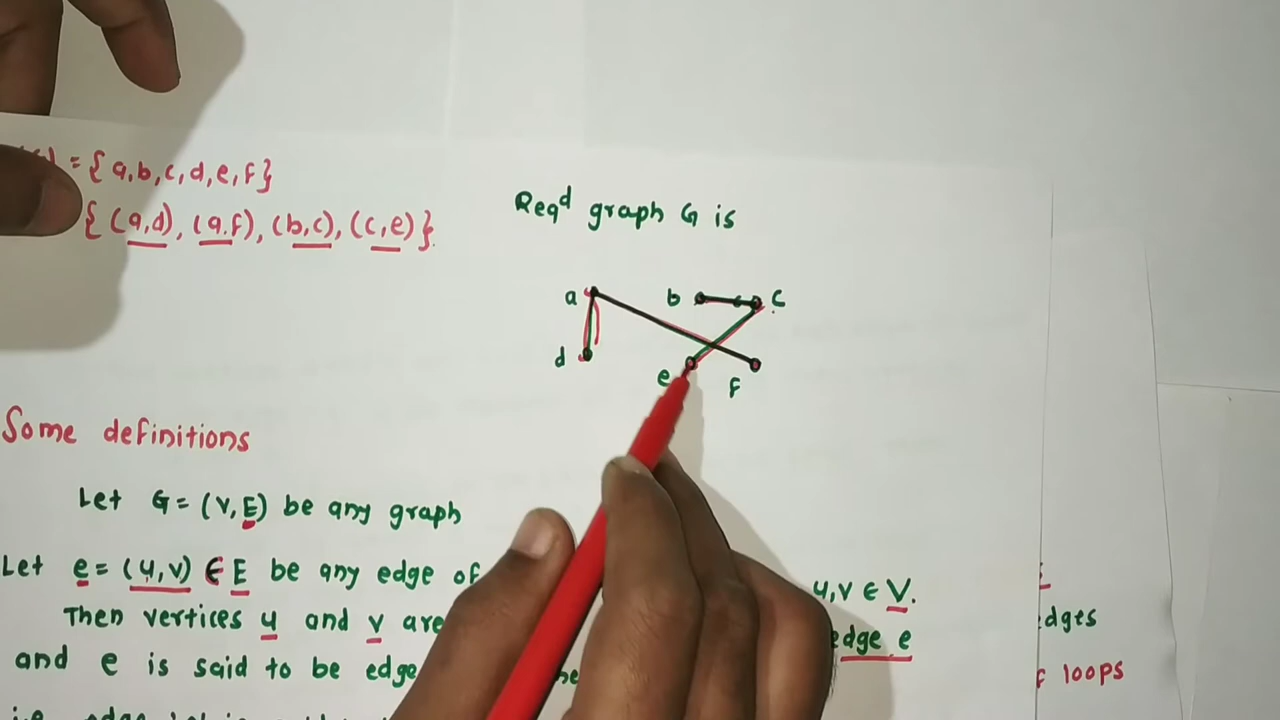 = {a,b,c,d,e,f}
{(a,d), (a,f), (b,c), (c,e)}.
Reqd graph G is
a b c
d e f
Some definitions
Let G = (V,E) be any graph
Let e = (u,v) ∈ E be any edge of u,v ∈ V.
Then vertices u and v are edge e
and e is said to be edge
loops